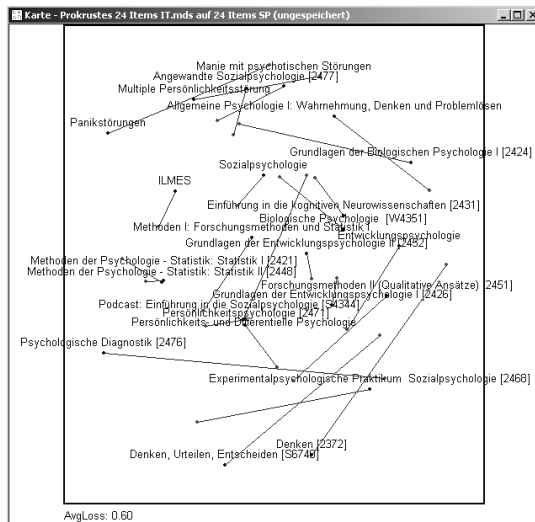 Karte - Prokrustes 24 Items IT.mds auf 24 Items SP (ungespeichert)
Manie mit psychotischen Störungen
Angewandte Sozialpsychologie [2477]
Multiple Persönlichkeitsstörung
Allgemeine Psychologie I: Wahrnehmung, Denken und Problemlösen
Panikstörungen
Grundlagen der Biologischen Psychologie I [2424]
Sozialpsychologie
ILMES
Einführung in die kognitiven Neurowissenschaften [2431]
Biologische Psychologie [W4351]
Methoden I: Forschungsmethoden und Statistik I
Entwicklungspsychologie
Grundlagen der Entwicklungspsychologie II [2452]
Methoden der Psychologie - Statistik: Statistik I [2421]
Methoden der Psychologie - Statistik: Statistik II [2448]
Forschungsmethoden II (Qualitative Ansätze) [2451]
Grundlagen der Entwicklungspsychologie I [2426]
Podcast: Einführung in die Sozialpsychologie [S4344]
Persönlichkeitspsychologie [2471]
Persönlichkeits- und Differentielle Psychologie
Psychologische Diagnostik [2476]
Experimentalpsychologische Praktikum Sozialpsychologie [2468]
Denken [2372]
Denken, Urteilen, Entscheiden [S6740]
AvgLoss: 0.60